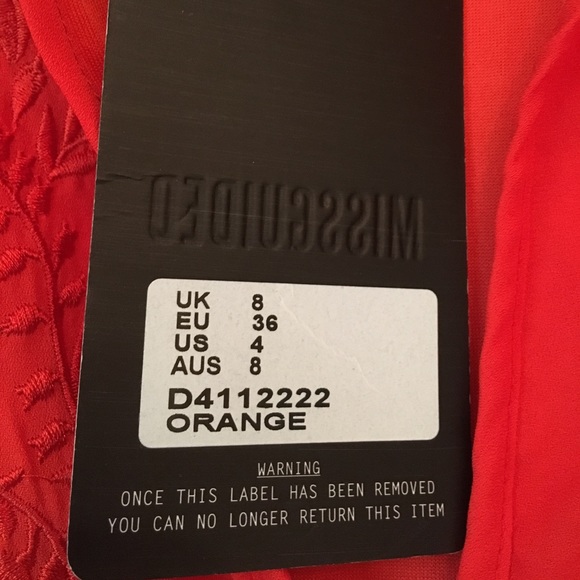 MISSGUIDED
UK 8
EU 36
US 4
AUS 8
D4112222
ORANGE
WARNING
ONCE THIS LABEL HAS BEEN REMOVED
YOU CAN NO LONGER RETURN THIS ITEM